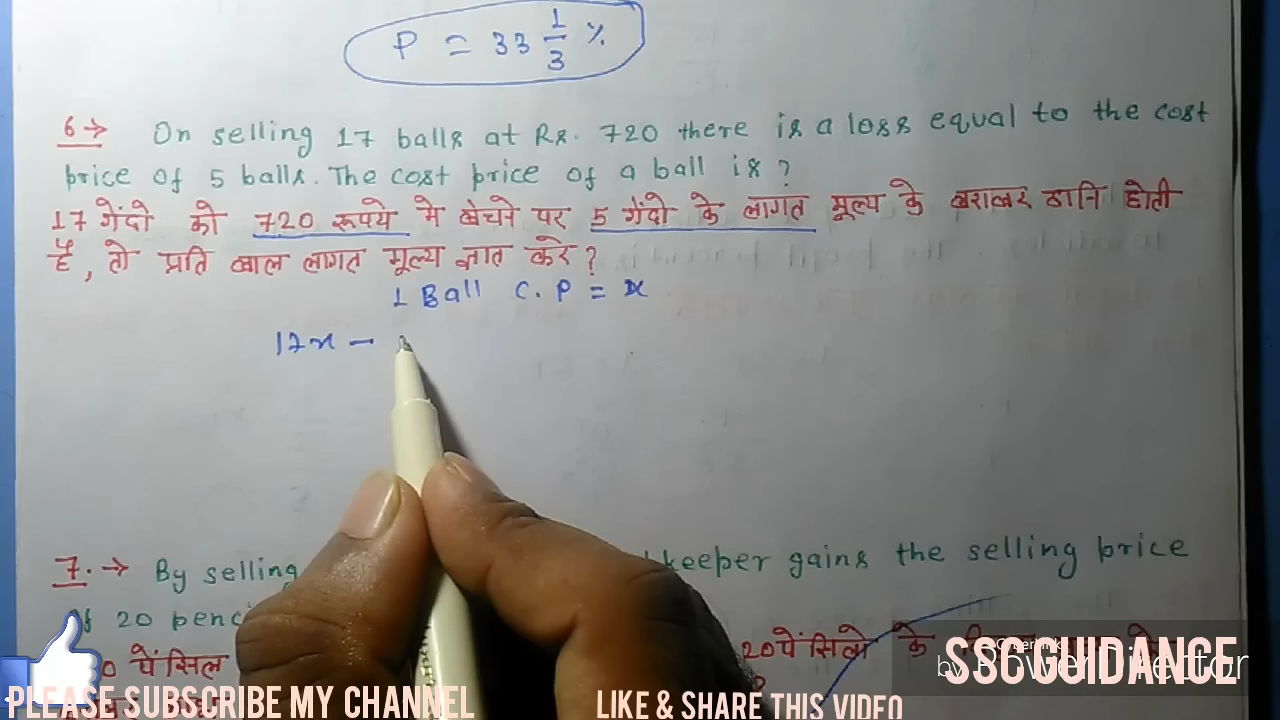 P = 33 1/3 %
6→ On selling 17 balls at Rs. 720 there is a loss equal to the cost
price of 5 balls. The cost price of a ball is ?
17 गेंदो को 720 रूपये मे बेचने पर 5 गेंदो के लागत मूल्य के बराबर हानि होती
है, तो प्रति बाल लागत मूल्य ज्ञात करे ?
1 Ball C.P = x
17x -
7.→ By selling keeper gains the selling price
of 20
पेंसिल 20 पेंसिलो के
SSC GUIDANCE
by PowerDirector
PLEASE SUBSCRIBE MY CHANNEL
LIKE & SHARE THIS VIDEO